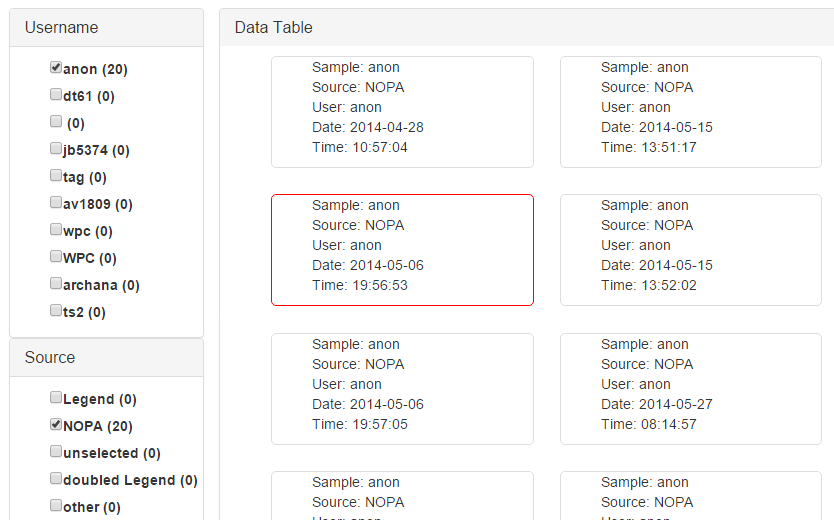 Username
anon (20)
dt61 (0)
(0)
jb5374 (0)
tag (0)
av1809 (0)
wpc (0)
WPC (0)
archana (0)
ts2 (0)
Source
Legend (0)
NOPA (20)
unselected (0)
doubled Legend (0)
other (0)
Data Table
Sample: anon
Source: NOPA
User: anon
Date: 2014-04-28
Time: 10:57:04
Sample: anon
Source: NOPA
User: anon
Date: 2014-05-15
Time: 13:51:17
Sample: anon
Source: NOPA
User: anon
Date: 2014-05-06
Time: 19:56:53
Sample: anon
Source: NOPA
User: anon
Date: 2014-05-15
Time: 13:52:02
Sample: anon
Source: NOPA
User: anon
Date: 2014-05-06
Time: 19:57:05
Sample: anon
Source: NOPA
User: anon
Date: 2014-05-27
Time: 08:14:57
Sample: anon
Source: NOPA
User: anon
Sample: anon
Source: NOPA
User: anon